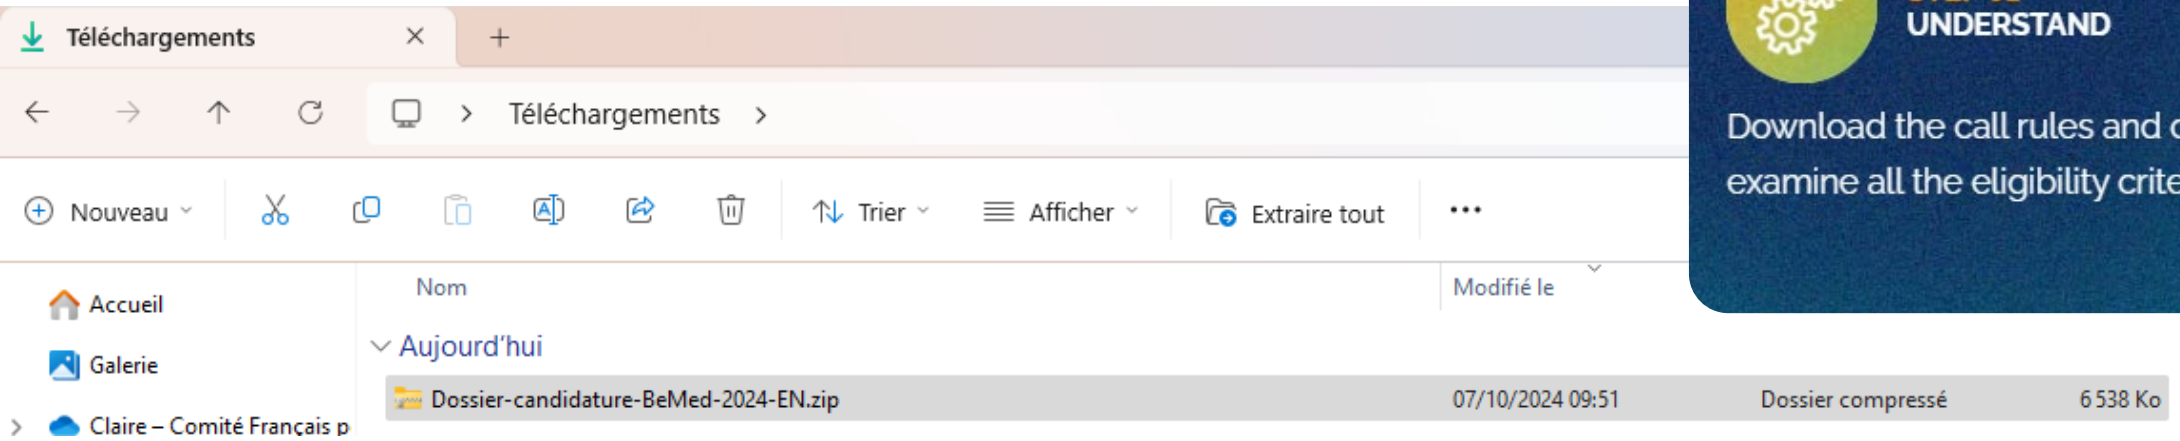 Téléchargements
UNDERSTAND
Téléchargements
Download the call rules and
examine all the eligibility
Nouveau
Trier
Afficher
Extraire tout
Nom
Modifié le
Accueil
Aujourd'hui
Galerie
Dossier-candidature-BeMed-2024-EN.zip 07/10/2024 09:51 Dossier compressé 6 538 Ko
Claire – Comité Français